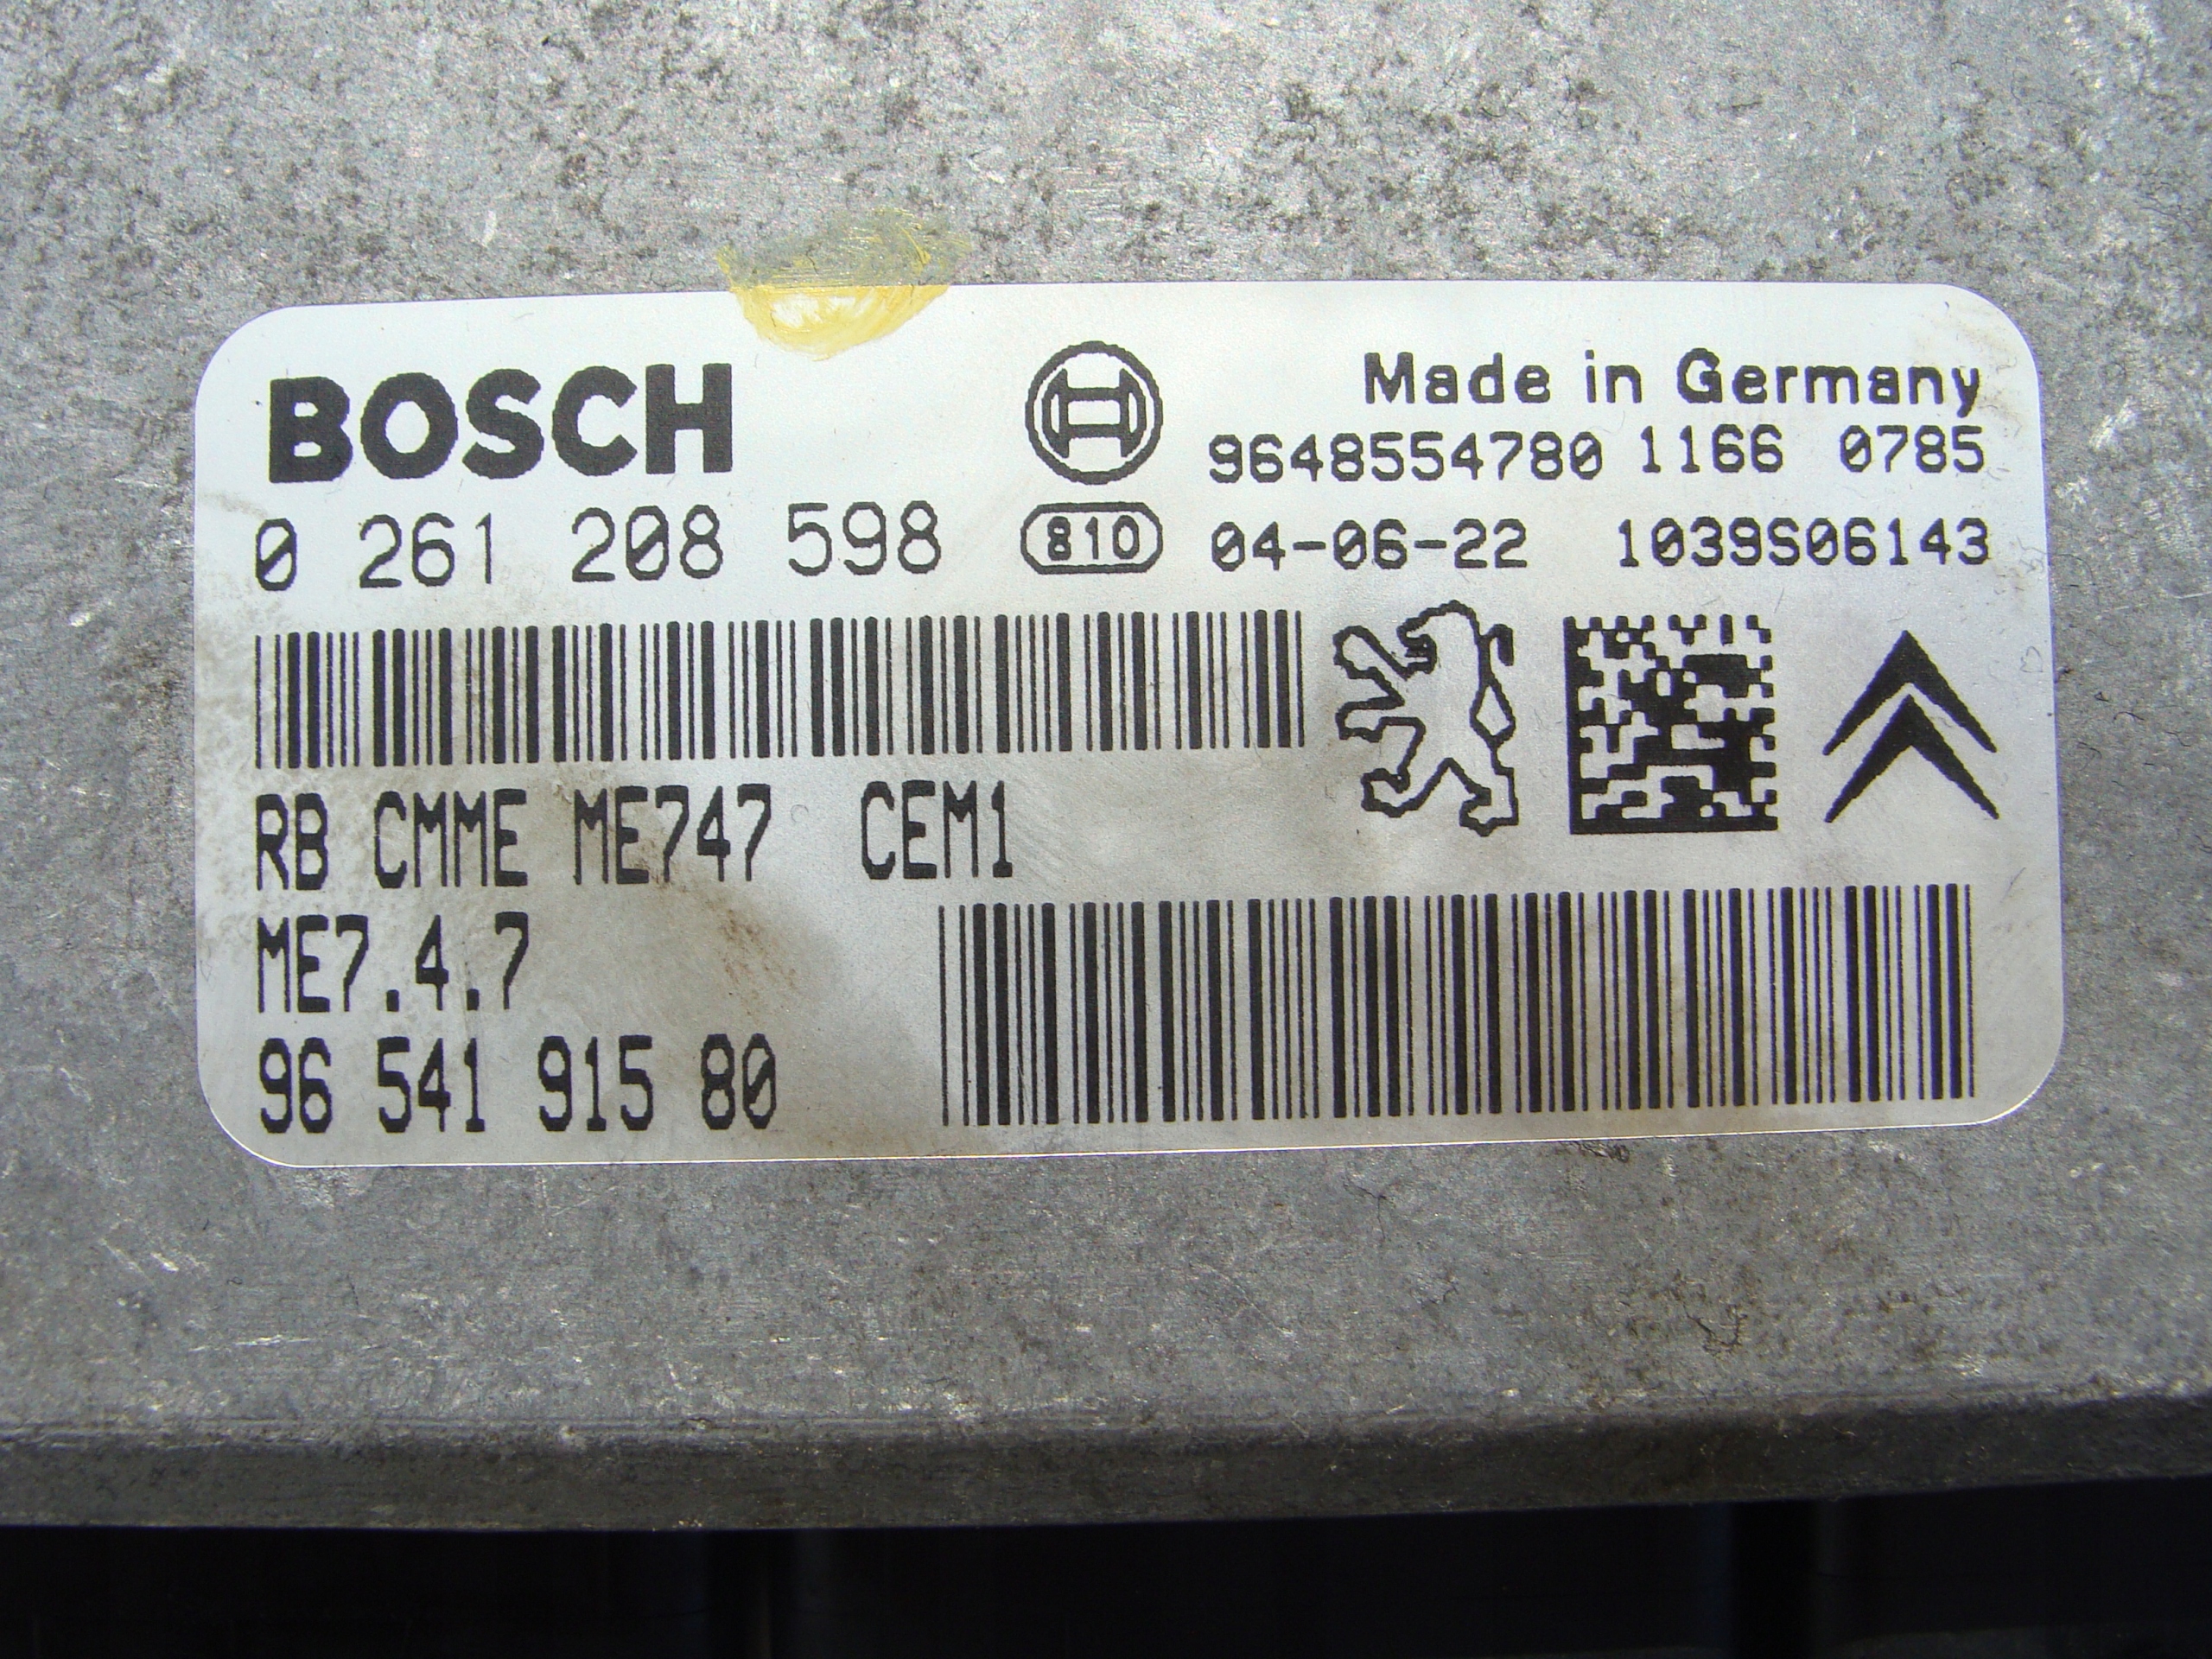 BOSCH
Made in Germany
9648554780 1166 0785
0 261 208 598 810 04-06-22 1039S06143
RB CMME ME747 CEM1
ME7.4.7
96 541 915 80